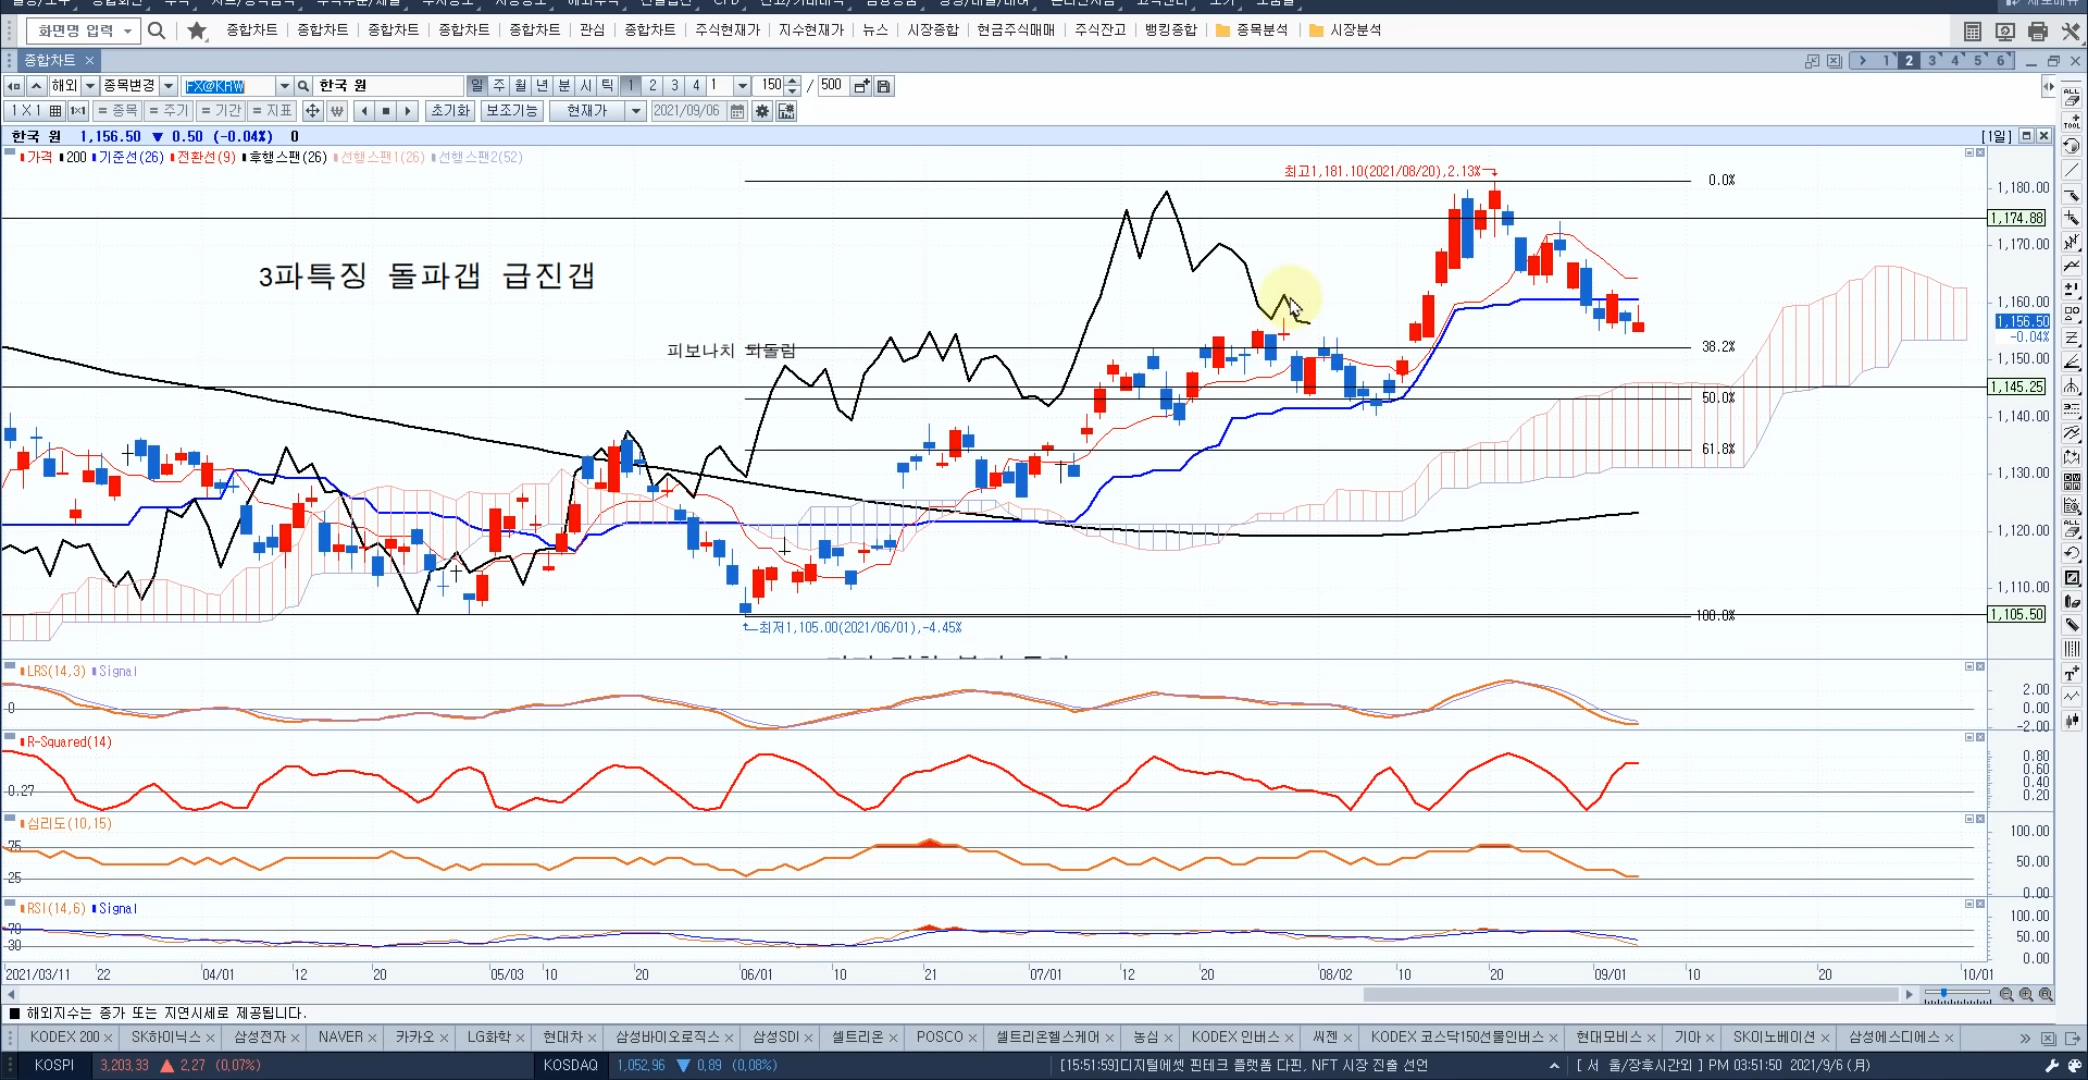 화면명 입력 종합차트 종합차트 종합차트 종합차트 종합차트 관심 종합차트 주식현재가 지수현재가 뉴스 시장종합 현금주식매매 주식잔고 뱅킹종합 종목분석 시장분석
종합차트 × 1 2 3 4 5 6
해외 종목변경 FX@KRW 한국 원 일 주 월 년 분 시 틱 1 2 3 4 1 150 / 500
1 X 1 1x1 = 종목 = 주기 = 기간 = 지표 ₩ 초기화 보조기능 현재가 2021/09/06
한국 원 1,156.50 ▼ 0.50 (-0.04%) 0 [1일]
가격 200 기준선(26) 전환선(9) 후행스팬(26) 선행스팬1(26) 선행스팬2(52)
최고1,181.10(2021/08/20),2.13%
0.0%
1,180.00
1,174.88
1,170.00
3파특징 돌파갭 급진갭
1,160.00
1,156.50
-0.04%
피보나치 되돌림
38.2%
1,150.00
1,145.25
50.0%
1,140.00
61.8%
1,130.00
1,120.00
1,110.00
100.0%
1,105.50
최저1,105.00(2021/06/01),-4.45%
LRS(14,3) Signal
2.00
0 0.00
-2.00
R-Squared(14)
0.80
0.60
0.40
0.27 0.20
심리도(10,15)
100.00
75
50.00
25
0.00
RSI(14,6) Signal
100.00
70
50.00
30
0.00
2021/03/11 22 04/01 12 20 05/03 10 20 06/01 10 21 07/01 12 20 08/02 10 20 09/01 10 20 10/01
■ 해외지수는 종가 또는 지연시세로 제공됩니다.
KODEX 200 × SK하이닉스 × 삼성전자 × NAVER × 카카오 × LG화학 × 현대차 × 삼성바이오로직스 × 삼성SDI × 셀트리온 × POSCO × 셀트리온헬스케어 × 농심 × KODEX 인버스 × 씨젠 × KODEX 코스닥150선물인버스 × 현대모비스 × 기아 × SK이노베이션 × 삼성에스디에스 ×
KOSPI 3,203.33 ▲ 2.27 (0.07%) KOSDAQ 1,052.96 ▼ 0.89 (0.08%) [15:51:59]디지털에셋 핀테크 플랫폼 다핀, NFT 시장 진출 선언 [ 서 울/장후시간외 ] PM 03:51:50 2021/9/6 (月)